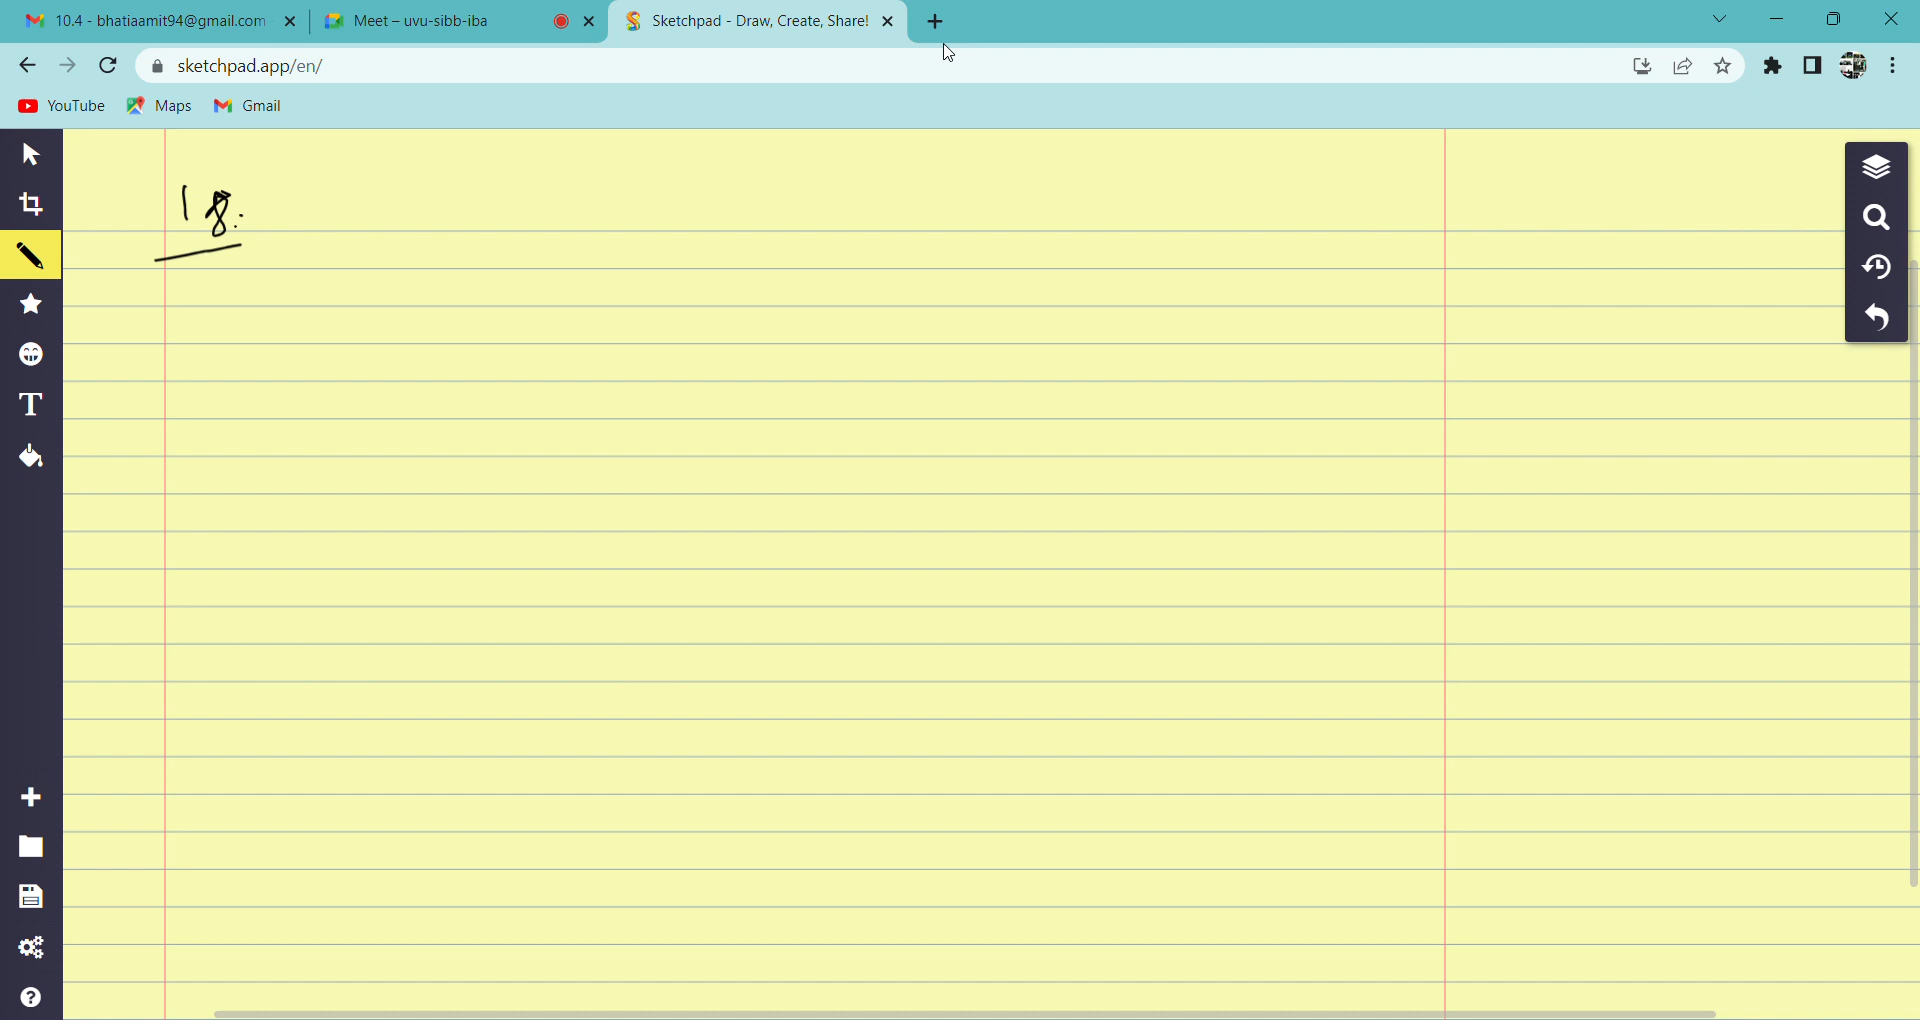 10.4 - bhatiaamit94@gmail.com
Meet – uvu-sibb-iba
Sketchpad - Draw, Create, Share!
sketchpad.app/en/
YouTube
Maps
Gmail
18.
T
?